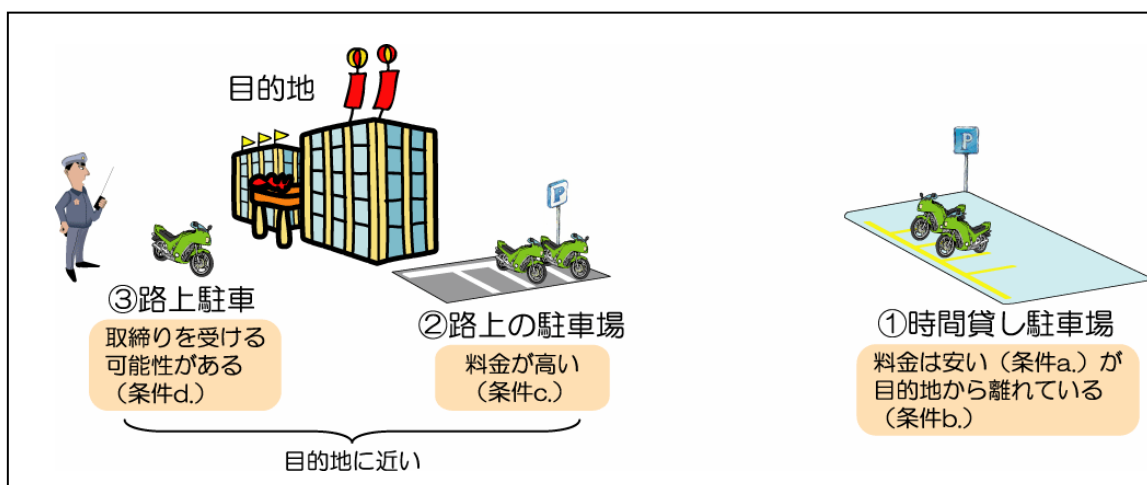 目的地
P
P
③路上駐車
取締りを受ける
可能性がある
（条件d.）
②路上の駐車場
料金が高い
（条件c.）
①時間貸し駐車場
料金は安い（条件a.）が
目的地から離れている
（条件b.）
目的地に近い